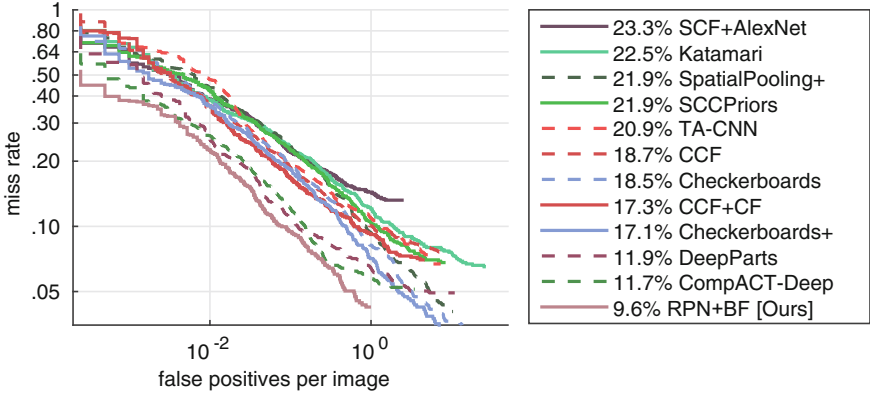 1
.80
.64
.50
.40
.30
.20
.10
.05
miss rate
10^-2
10^0
false positives per image
23.3% SCF+AlexNet
22.5% Katamari
21.9% SpatialPooling+
21.9% SCCPriors
20.9% TA-CNN
18.7% CCF
18.5% Checkerboards
17.3% CCF+CF
17.1% Checkerboards+
11.9% DeepParts
11.7% CompACT-Deep
9.6% RPN+BF [Ours]